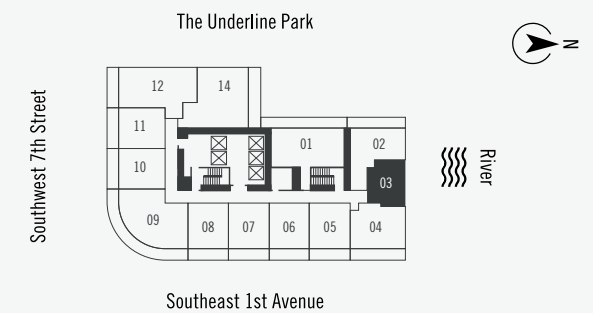 The Underline Park
N
Southwest 7th Street
12
14
11
01
02
10
03
River
09
08
07
06
05
04
Southeast 1st Avenue